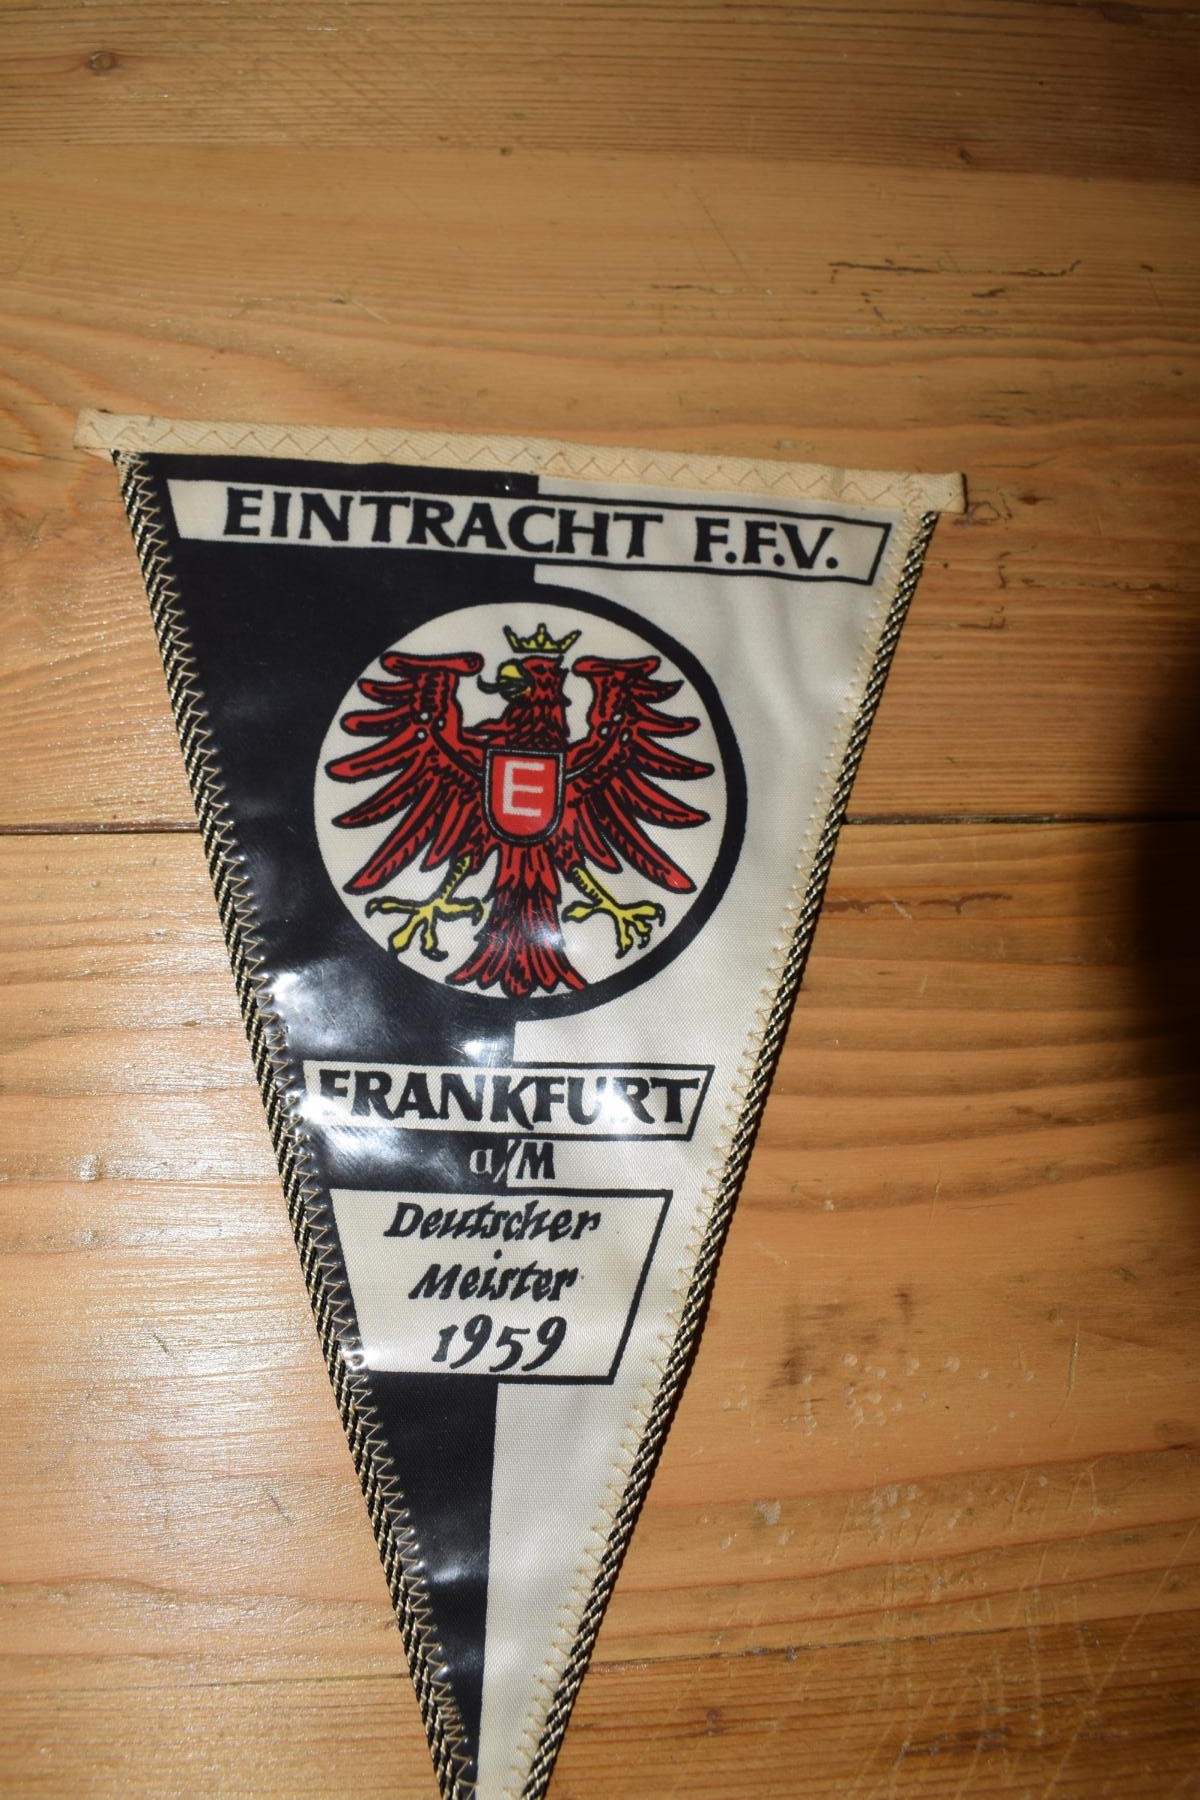 EINTRACHT F.F.V.
E
FRANKFURT
a/M
Deutscher
Meister
1959